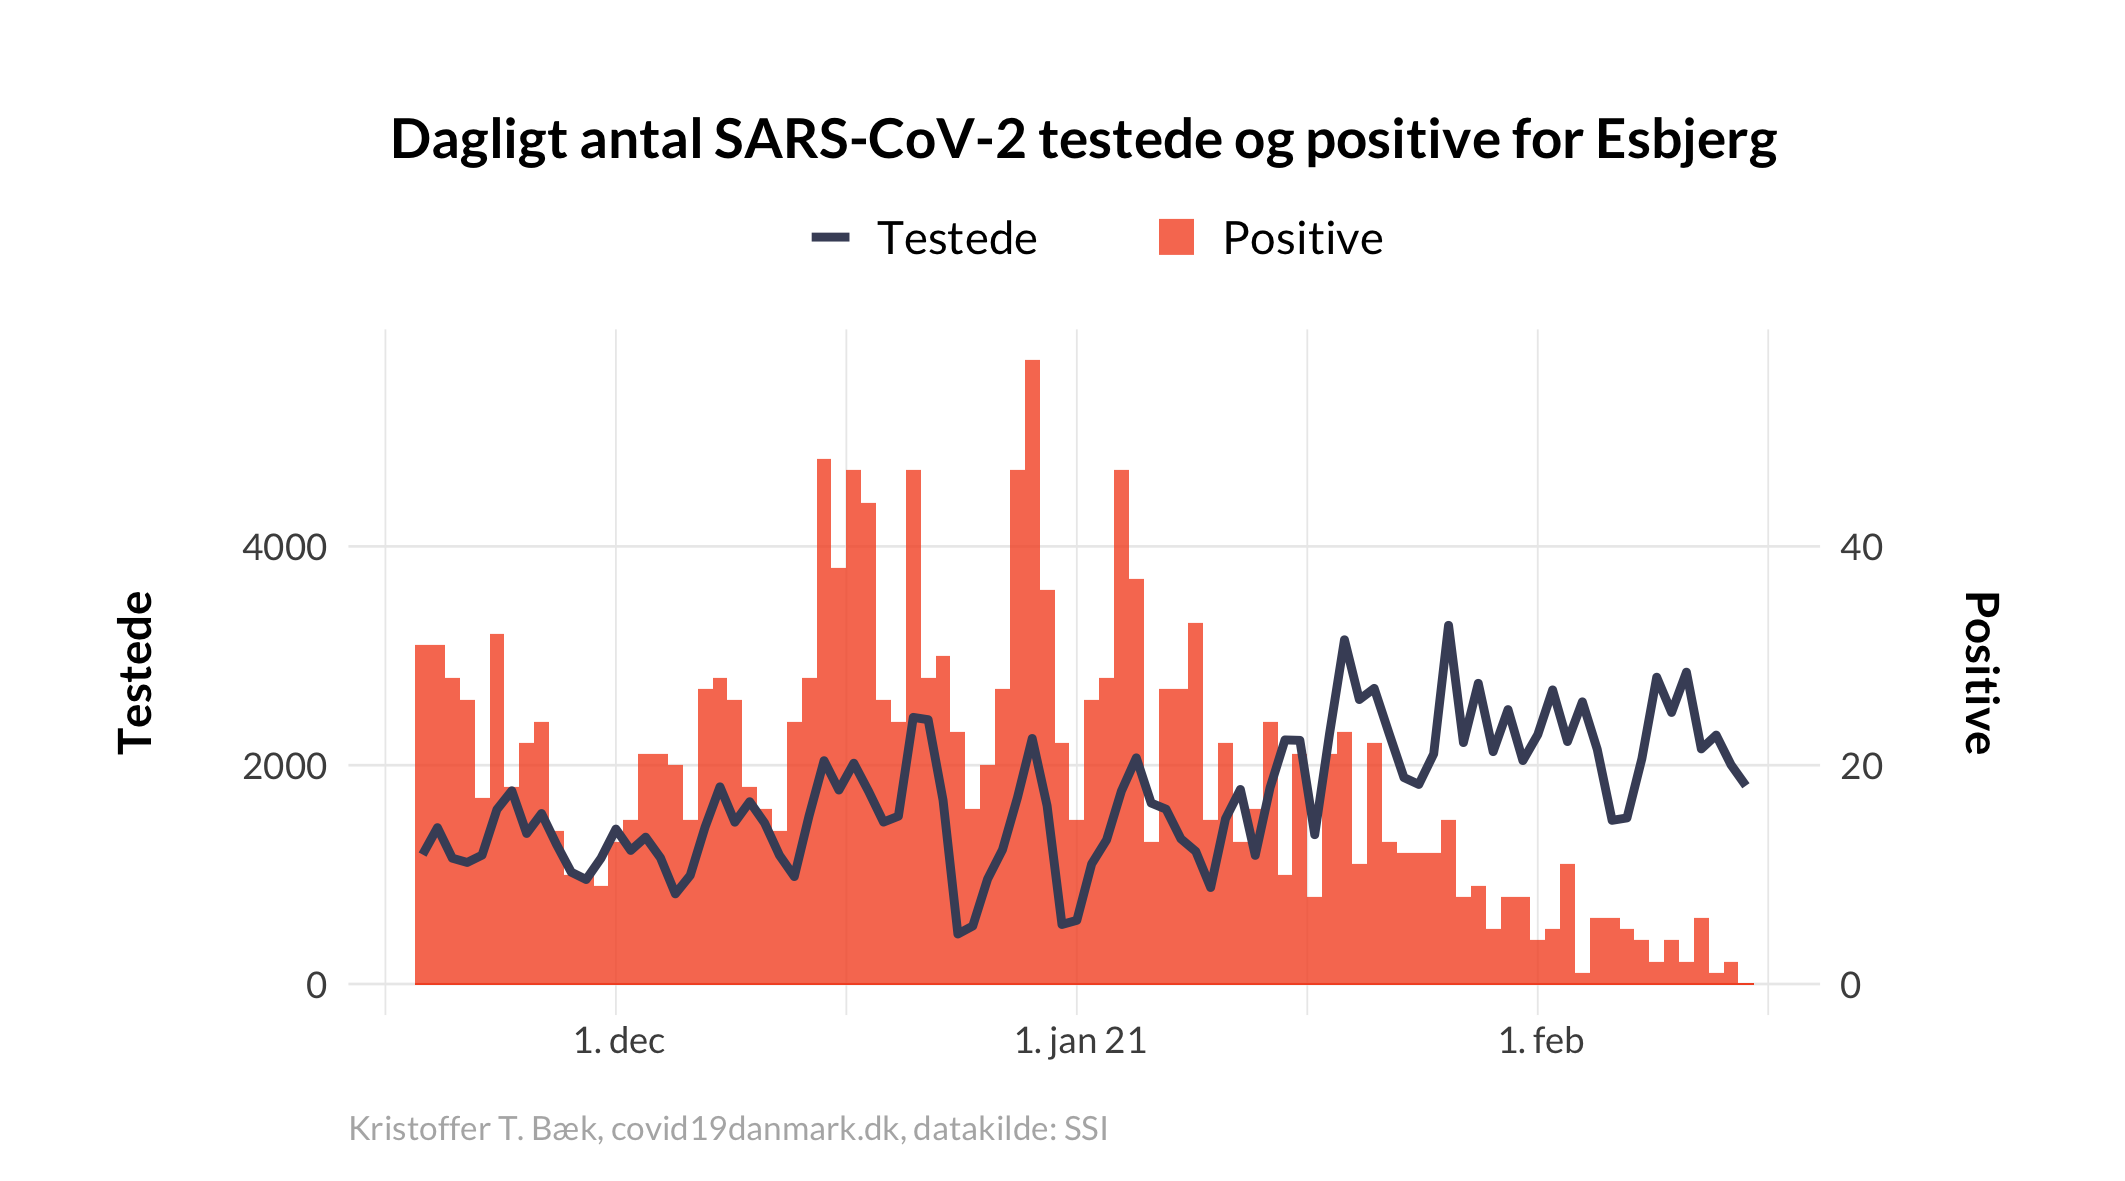 Dagligt antal SARS-CoV-2 testede og positive for Esbjerg
Testede
Positive
4000
2000
0
Testede
40
20
0
Positive
1. dec
1. jan 21
1. feb
Kristoffer T. Bæk, covid19danmark.dk, datakilde: SSI